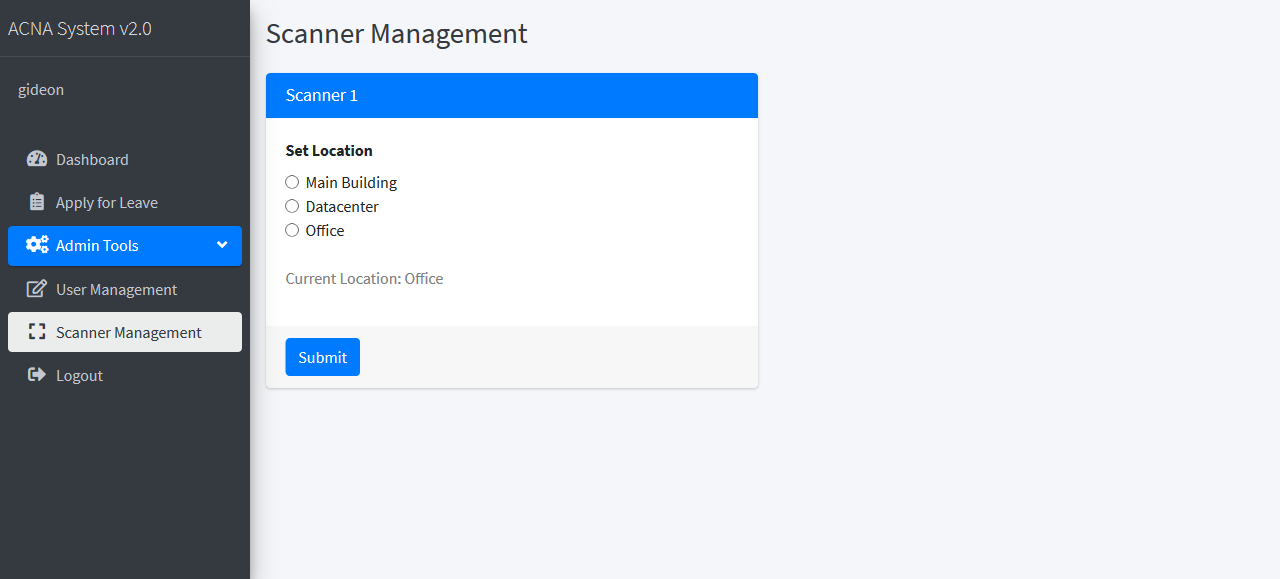 ACNA System v2.0
gideon
Dashboard
Apply for Leave
Admin Tools
User Management
Scanner Management
Logout
Scanner Management
Scanner 1
Set Location
Main Building
Datacenter
Office
Current Location: Office
Submit